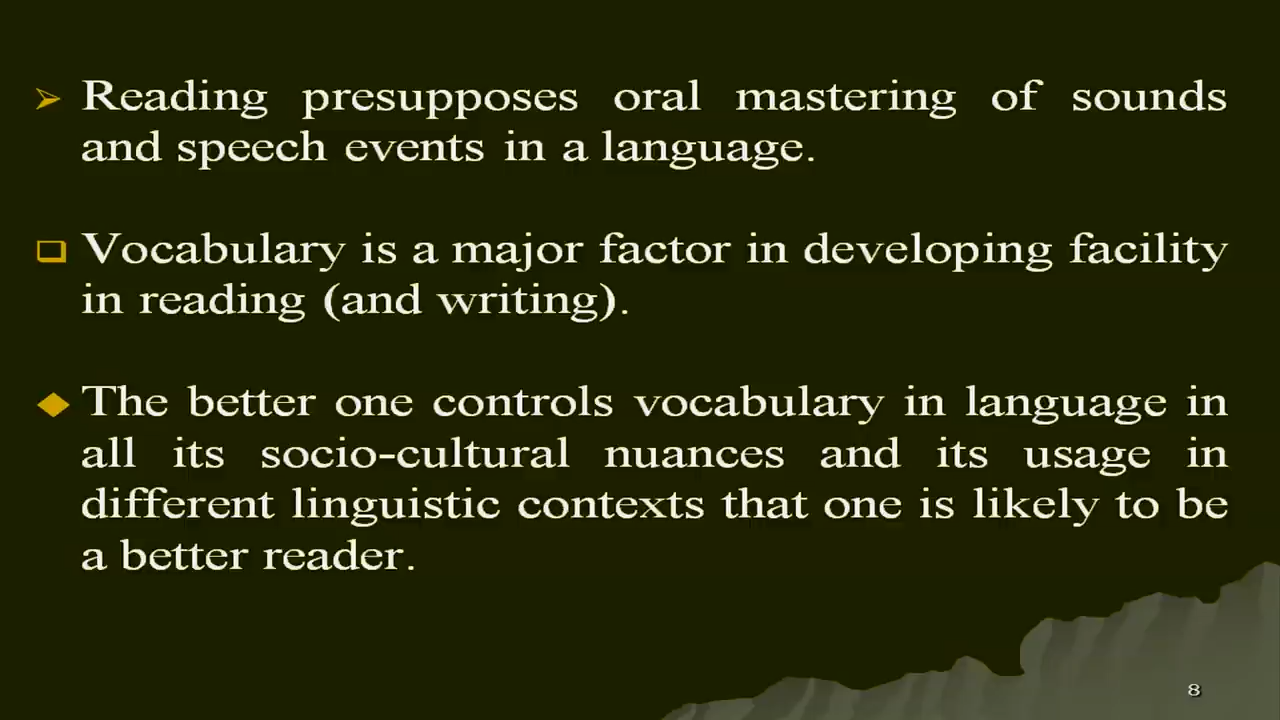 Reading presupposes oral mastering of sounds
and speech events in a language.
Vocabulary is a major factor in developing facility
in reading (and writing).
The better one controls vocabulary in language in
all its socio-cultural nuances and its usage in
different linguistic contexts that one is likely to be
a better reader.
8